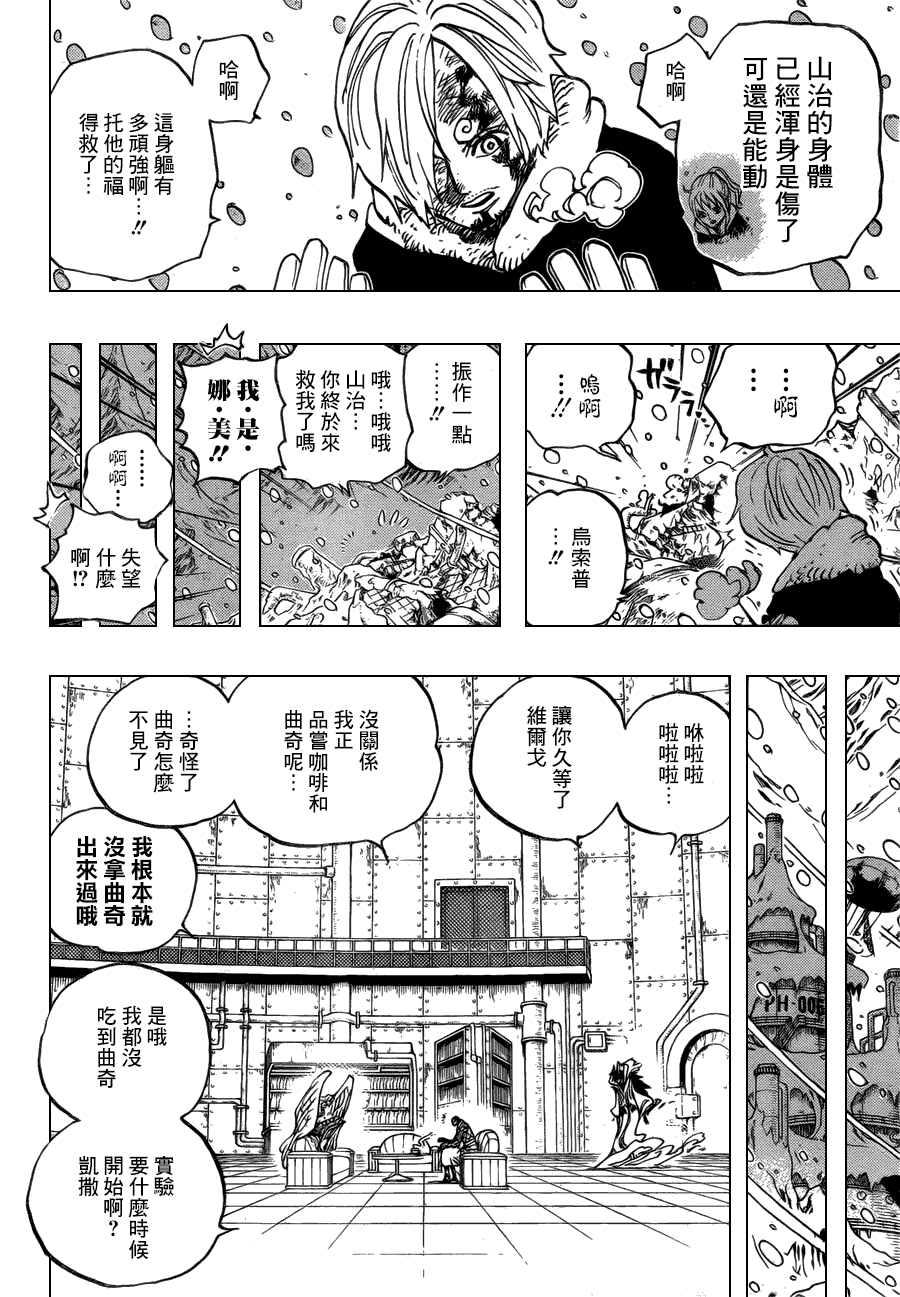 山治的身體
已經渾身是傷了
可還是能動
哈啊
哈啊
這身軀有
多頑強啊…!!
托他的福
得救了…
…啊
…
嗚啊
…!!
烏索普
…!!
振作一點
……!!
哦…哦哦
山治…
你終於來
救我了嗎
我・是・
娜・美!!
……
啊啊…
失望
什麼
啊!?
PH-006
咻啦啦
啦啦啦…
讓你久等了
維爾戈
沒關係
我正
品嘗咖啡和
曲奇呢…
…奇怪了
曲奇怎麼
不見了
我根本就
沒拿曲奇
出來過哦
是哦
我都沒
吃到曲奇
實驗
要什麼時候
開始啊?
凱撒